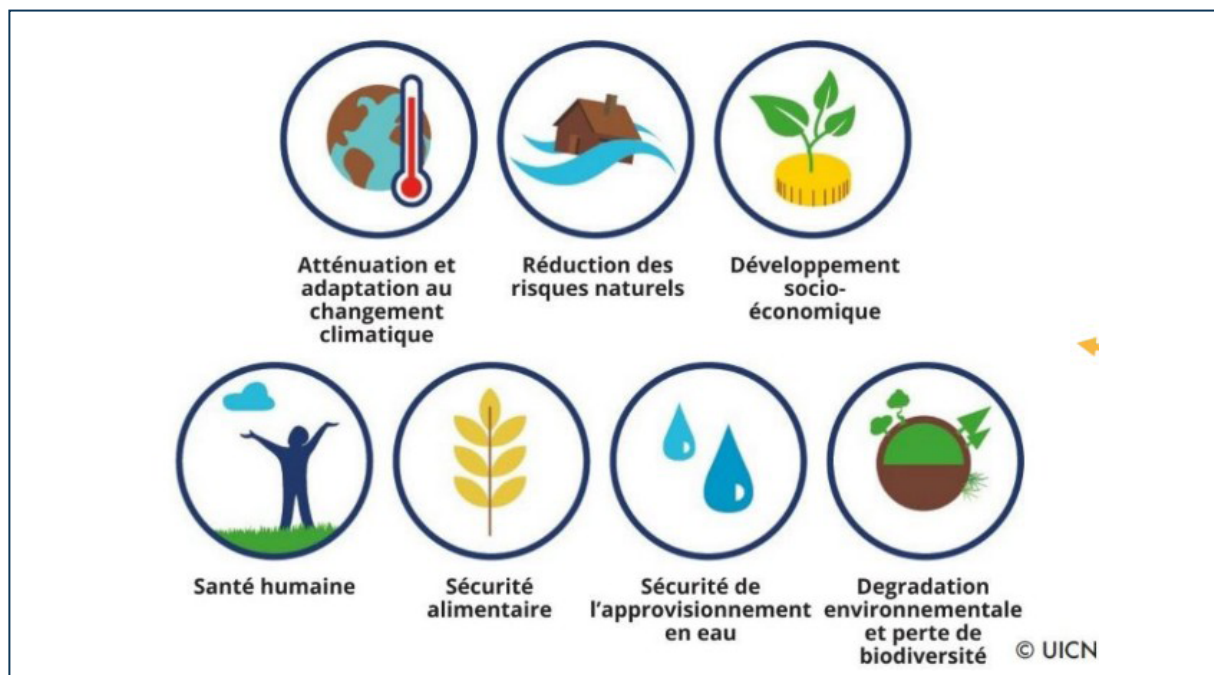 Atténuation et
adaptation au
changement
climatique
Réduction des
risques naturels
Développement
socio-
économique
Santé humaine
Sécurité
alimentaire
Sécurité de
l'approvisionnement
en eau
Degradation
environnementale
et perte de
biodiversité
© UICN